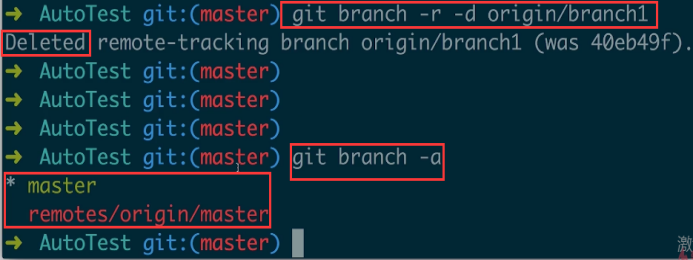 ➜ AutoTest git:(master) git branch -r -d origin/branch1
Deleted remote-tracking branch origin/branch1 (was 40eb49f).
➜ AutoTest git:(master)
➜ AutoTest git:(master)
➜ AutoTest git:(master)
➜ AutoTest git:(master) git branch -a
* master
remotes/origin/master
➜ AutoTest git:(master)
激